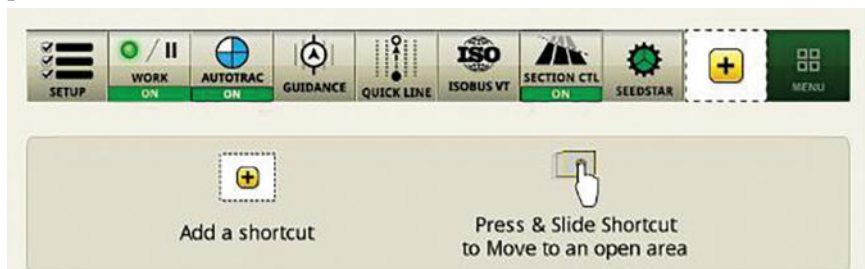 SETUP
WORK
ON
AUTOTRAC
ON
GUIDANCE
QUICK LINE
ISO
ISOBUS VT
SECTION CTL
ON
SEEDSTAR
MENU
Add a shortcut
Press & Slide Shortcut
to Move to an open area